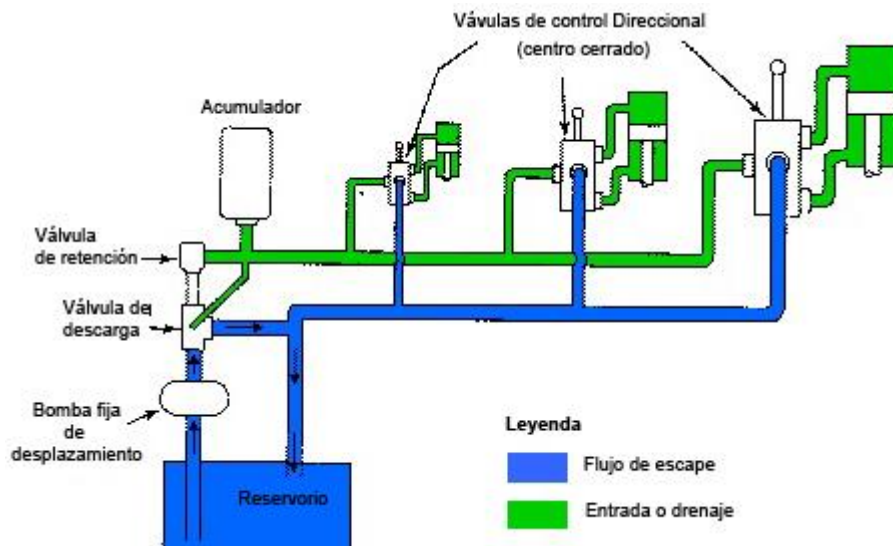 Vávulas de control Direccional
(centro cerrado)
Acumulador
Válvula
de retención
Válvula de
descarga
Bomba fija
de
desplazamiento
Reservorio
Leyenda
Flujo de escape
Entrada o drenaje